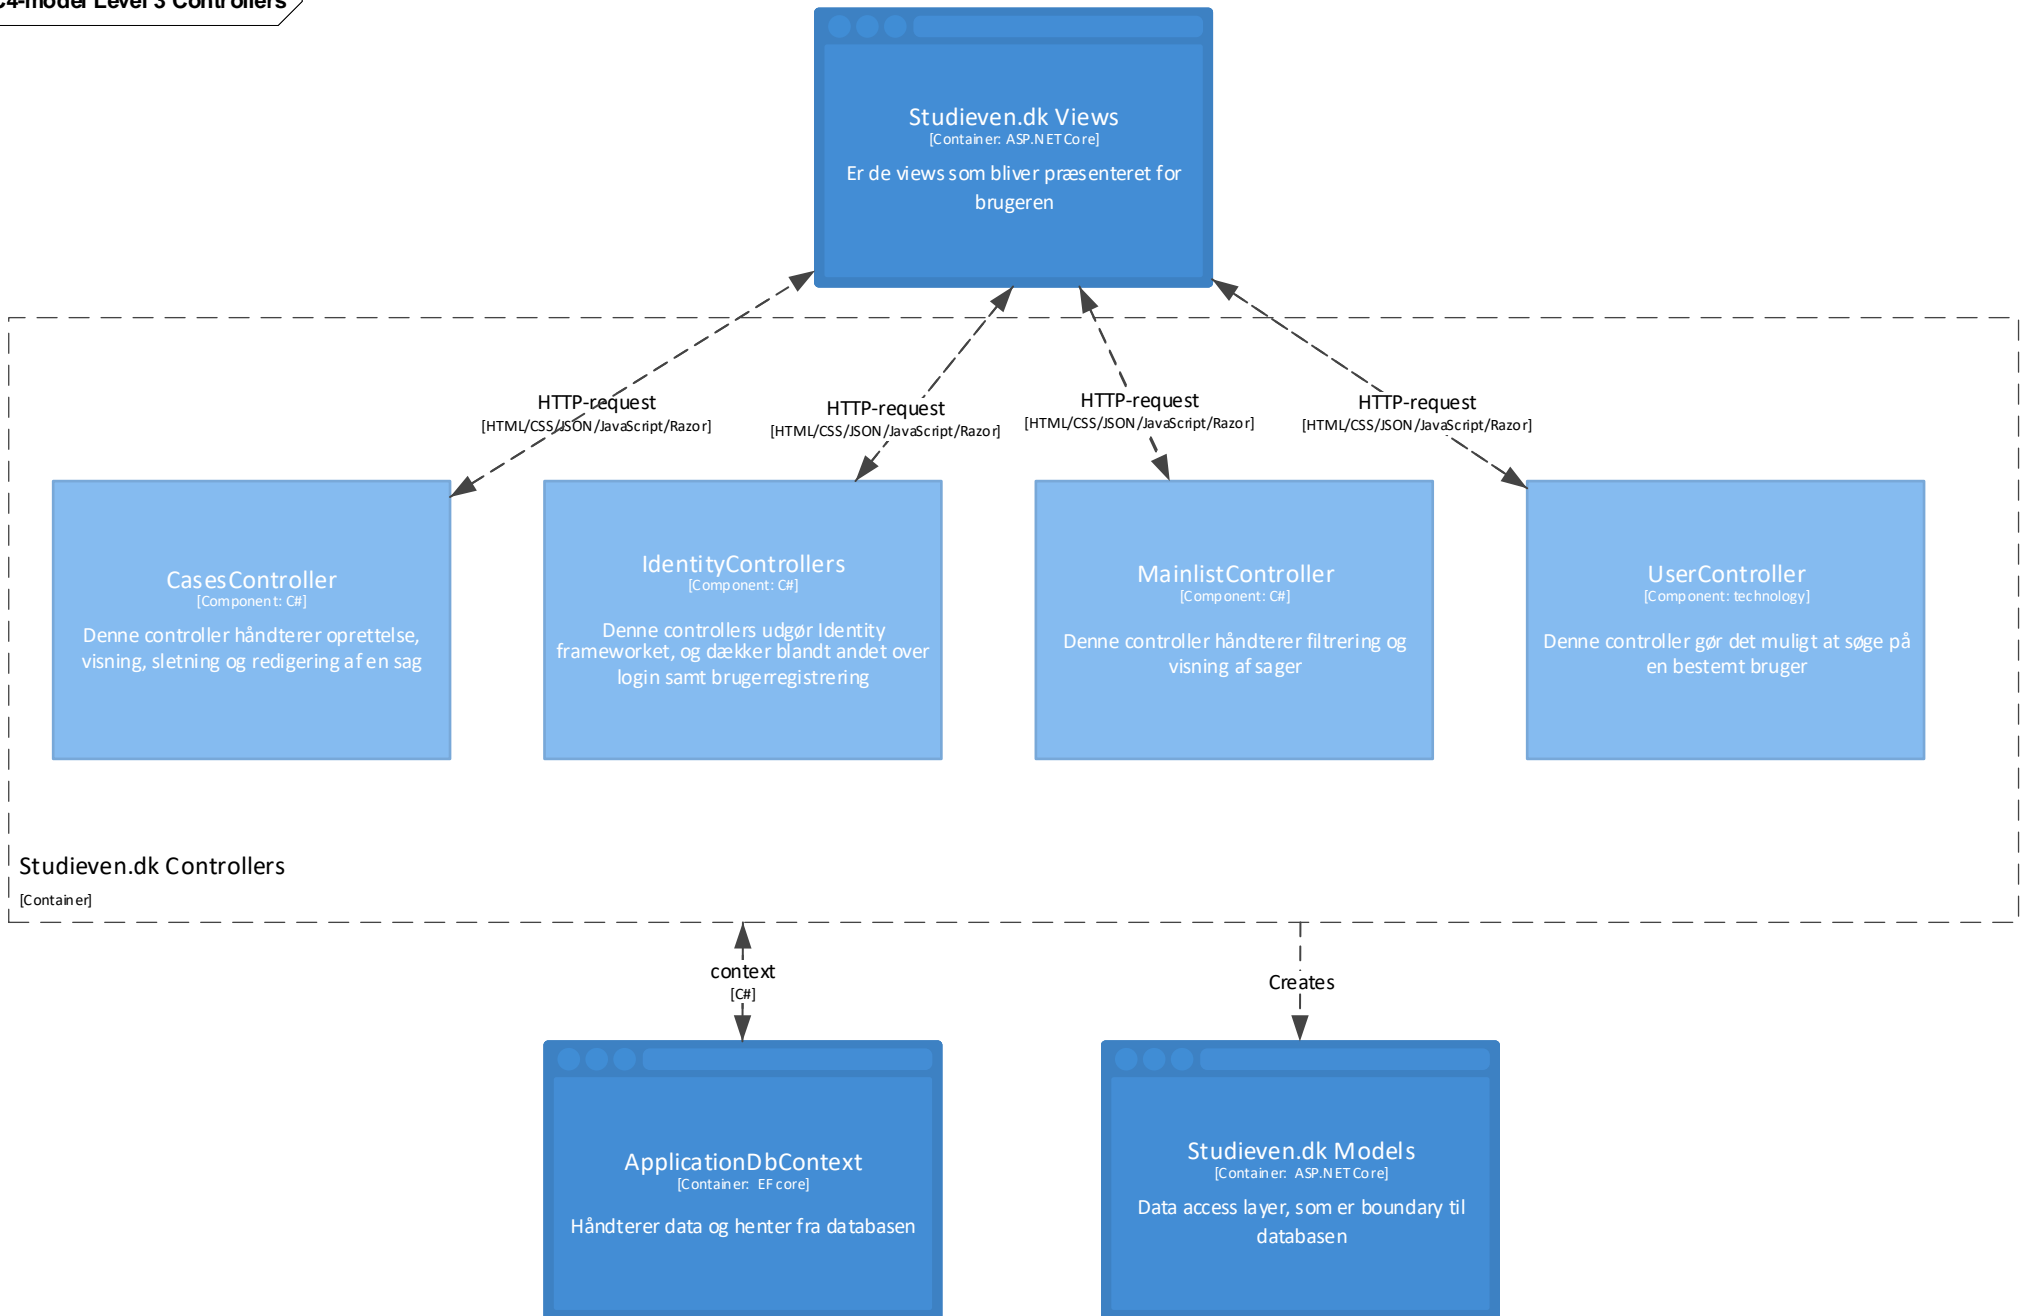 C4-model Level 3 Controllers
Studieven.dk Views
[Container: ASP.NET Core]
Er de views som bliver præsenteret for
brugeren
HTTP-request
[HTML/CSS/JSON/JavaScript/Razor]
HTTP-request
[HTML/CSS/JSON/JavaScript/Razor]
HTTP-request
[HTML/CSS/JSON/JavaScript/Razor]
HTTP-request
[HTML/CSS/JSON/JavaScript/Razor]
CasesController
[Component: C#]
Denne controller håndterer oprettelse,
visning, sletning og redigering af en sag
IdentityControllers
[Component: C#]
Denne controllers udgør Identity
frameworket, og dækker blandt andet over
login samt brugerregistrering
MainlistController
[Component: C#]
Denne controller håndterer filtrering og
visning af sager
UserController
[Component: technology]
Denne controller gør det muligt at søge på
en bestemt bruger
Studieven.dk Controllers
[Container]
context
[C#]
Creates
ApplicationDbContext
[Container: EF core]
Håndterer data og henter fra databasen
Studieven.dk Models
[Container: ASP.NET Core]
Data access layer, som er boundary til
databasen